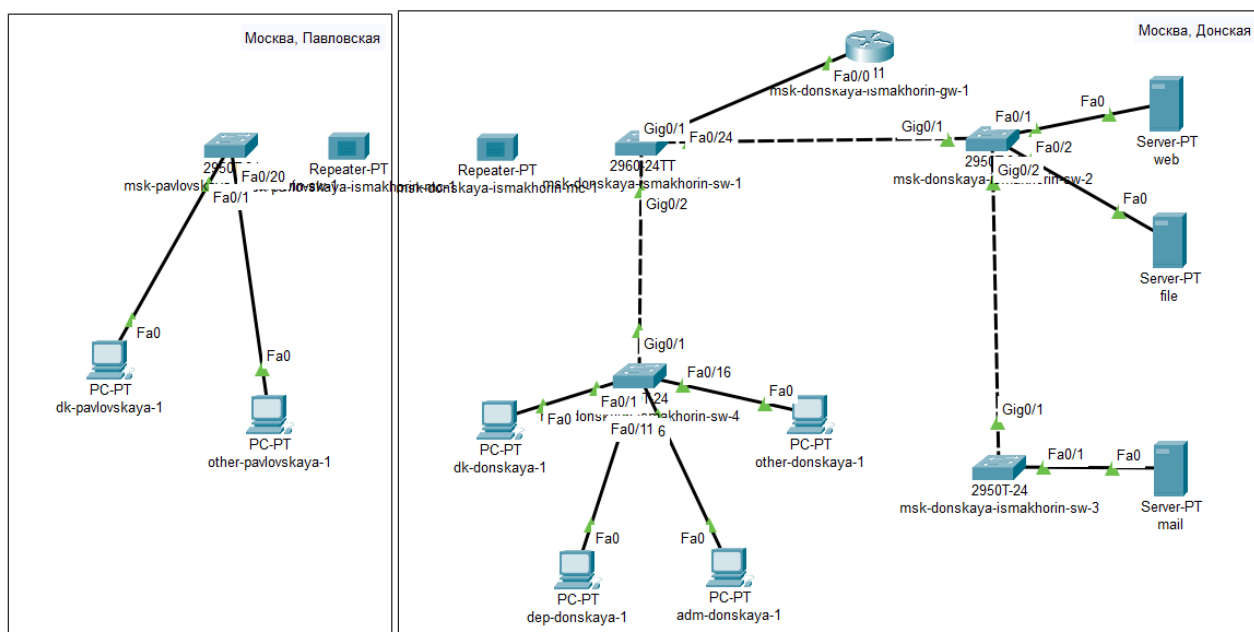 Москва, Павловская
Fa0/20
Fa0/1
msk-pavlovsk
Repeater-PT
Fa0
PC-PT
dk-pavlovskaya-1
Fa0
PC-PT
other-pavlovskaya-1
Москва, Донская
Fa0/0
msk-donskaya-ismakhorin-gw-1
Repeater-PT
Gig0/1
Fa0/24
2960-24TT
msk-donskaya-ismakhorin-sw-1
Gig0/2
Gig0/1
Fa0/1
Fa0/2
Gig0/2
Fa0
Server-PT
web
Fa0
Server-PT
file
Gig0/1
Fa0/16
Fa0/1
Fa0/11
Fa0
PC-PT
dk-donskaya-1
Fa0
PC-PT
other-donskaya-1
Fa0
PC-PT
dep-donskaya-1
Fa0
PC-PT
adm-donskaya-1
Gig0/1
Fa0/1
2950T-24
msk-donskaya-ismakhorin-sw-3
Fa0
Server-PT
mail